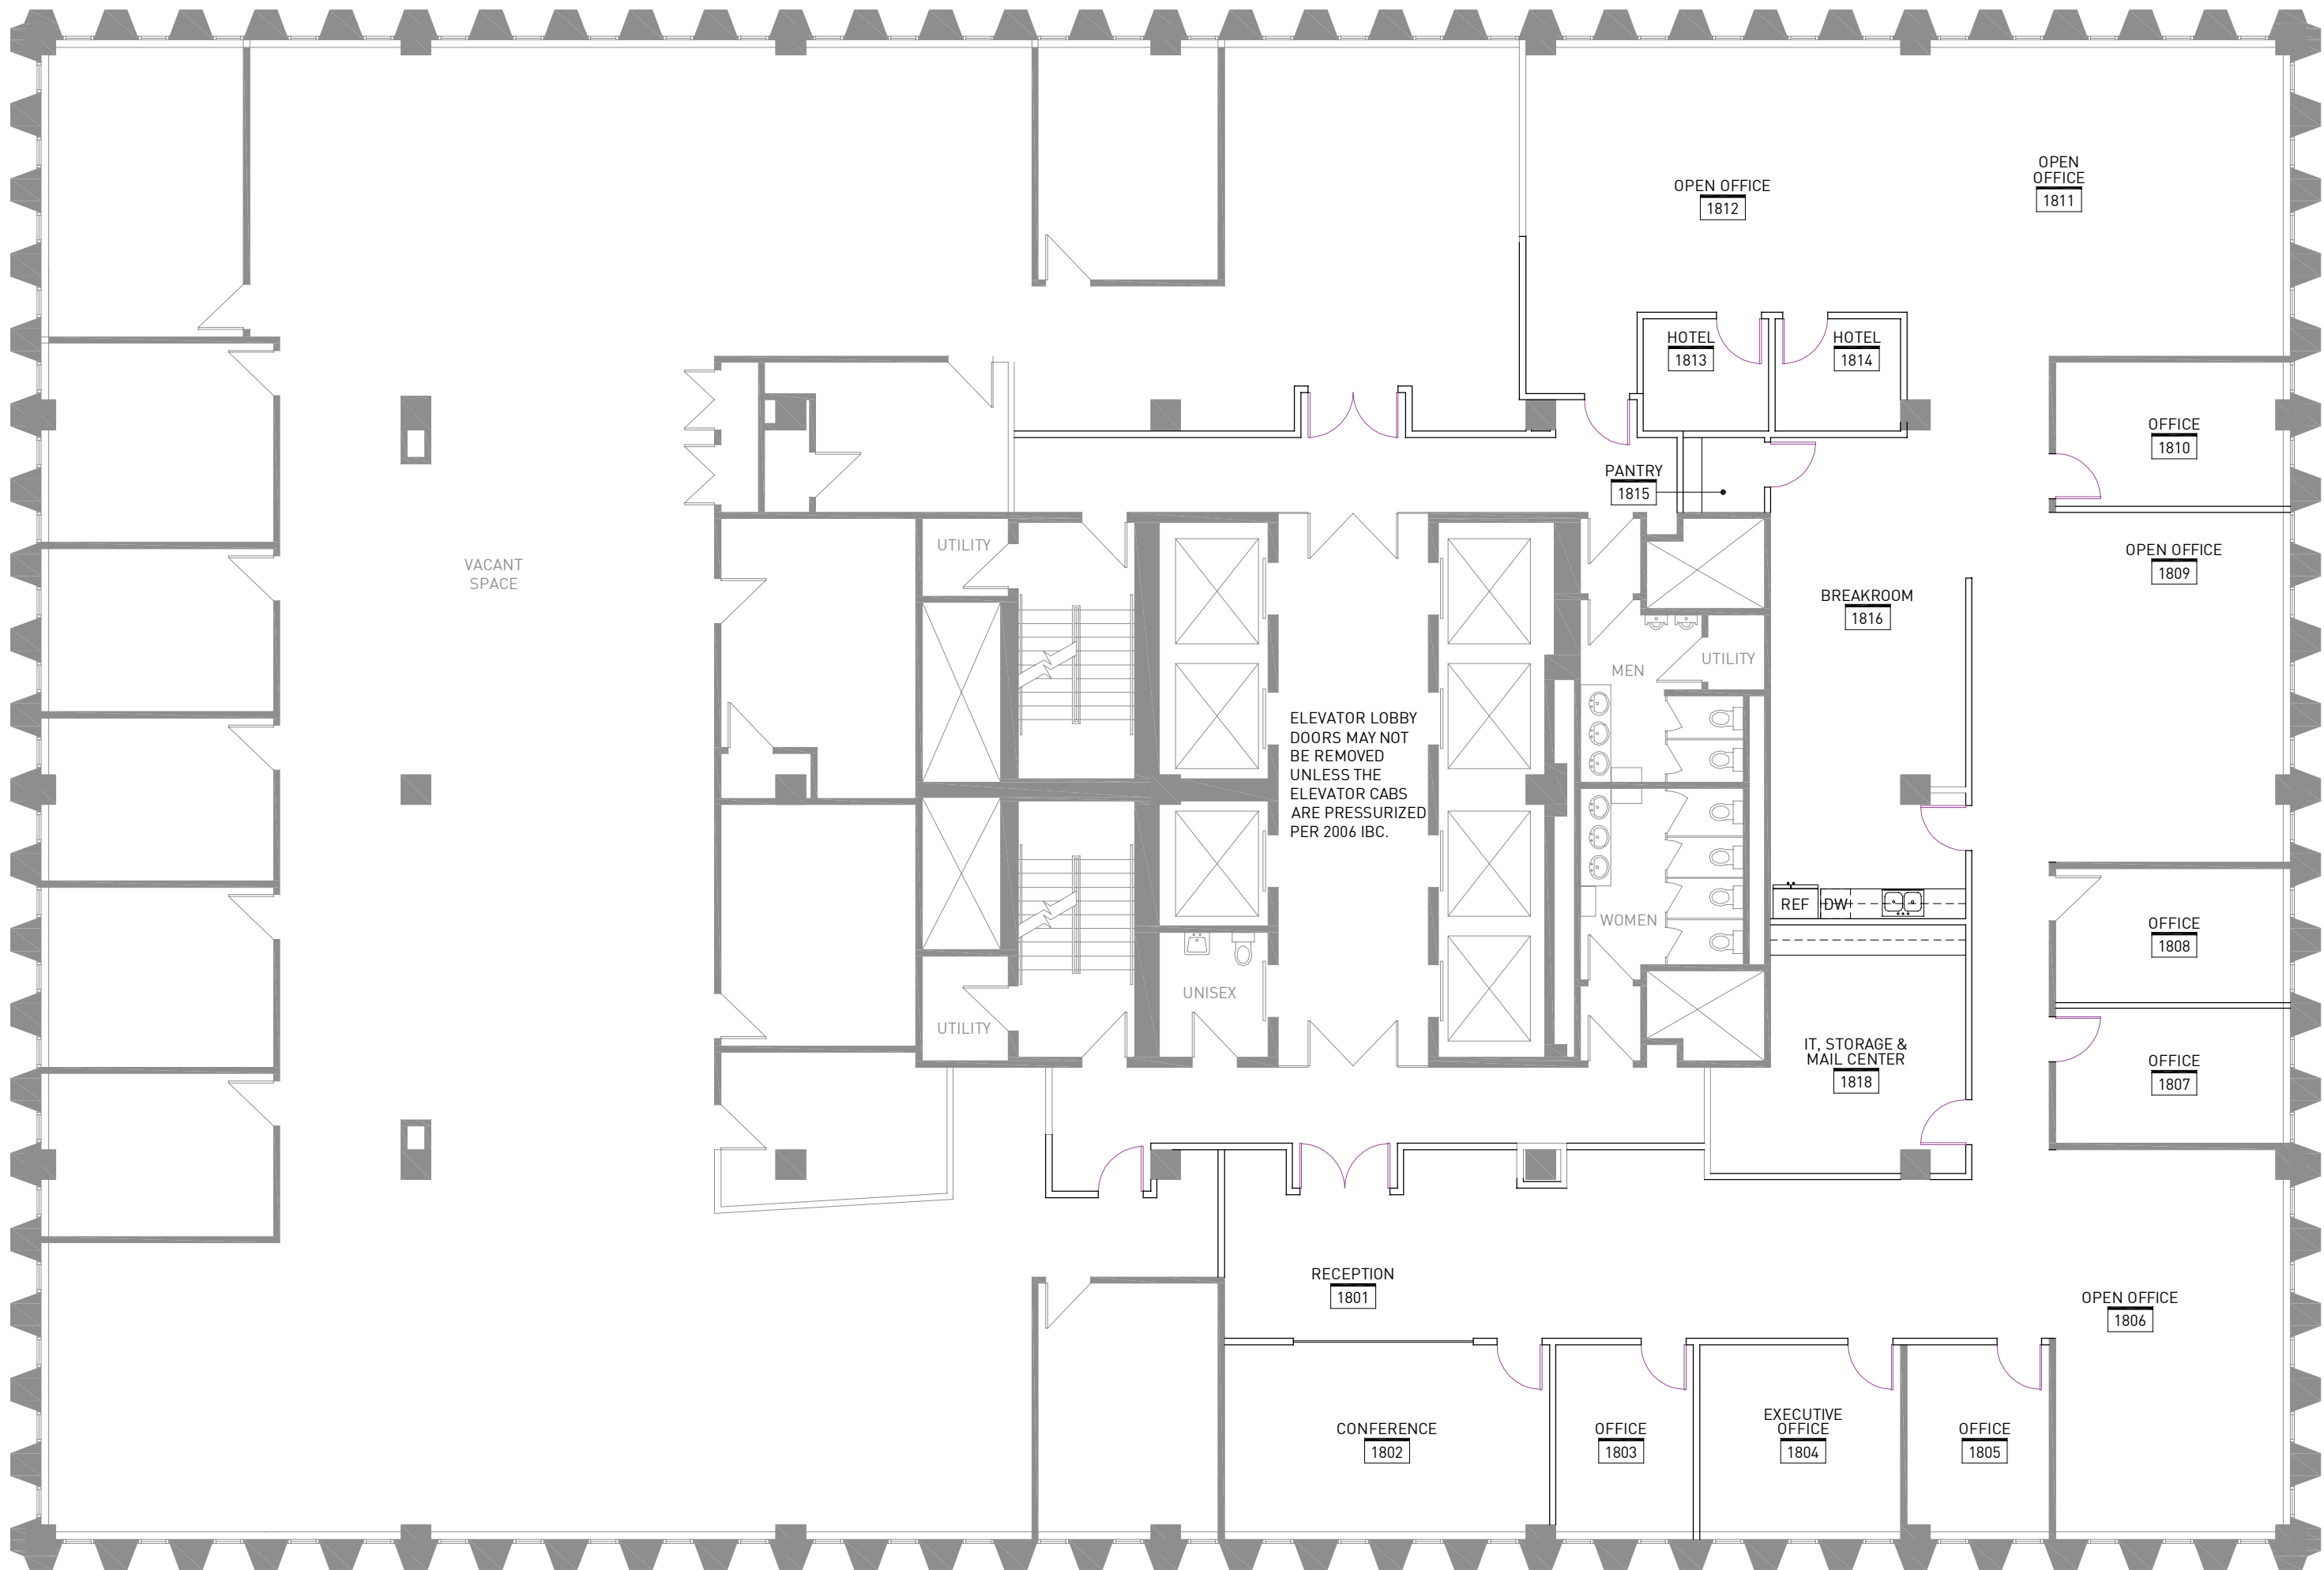 OPEN OFFICE
1812
OPEN
OFFICE
1811
HOTEL
1813
HOTEL
1814
OFFICE
1810
PANTRY
1815
UTILITY
VACANT
SPACE
OPEN OFFICE
1809
BREAKROOM
1816
MEN
UTILITY
ELEVATOR LOBBY
DOORS MAY NOT
BE REMOVED
UNLESS THE
ELEVATOR CABS
ARE PRESSURIZED
PER 2006 IBC.
REF
DW
WOMEN
OFFICE
1808
UNISEX
UTILITY
IT, STORAGE &
MAIL CENTER
1818
OFFICE
1807
RECEPTION
1801
OPEN OFFICE
1806
CONFERENCE
1802
OFFICE
1803
EXECUTIVE
OFFICE
1804
OFFICE
1805